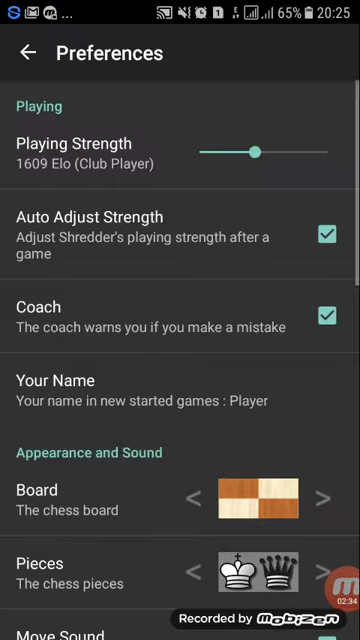 65% 20:25
Preferences
Playing
Playing Strength
1609 Elo (Club Player)
Auto Adjust Strength
Adjust Shredder's playing strength after a
game
Coach
The coach warns you if you make a mistake
Your Name
Your name in new started games : Player
Appearance and Sound
Board
The chess board
Pieces
The chess pieces
02:34
Move Sound
Recorded by Mobizen